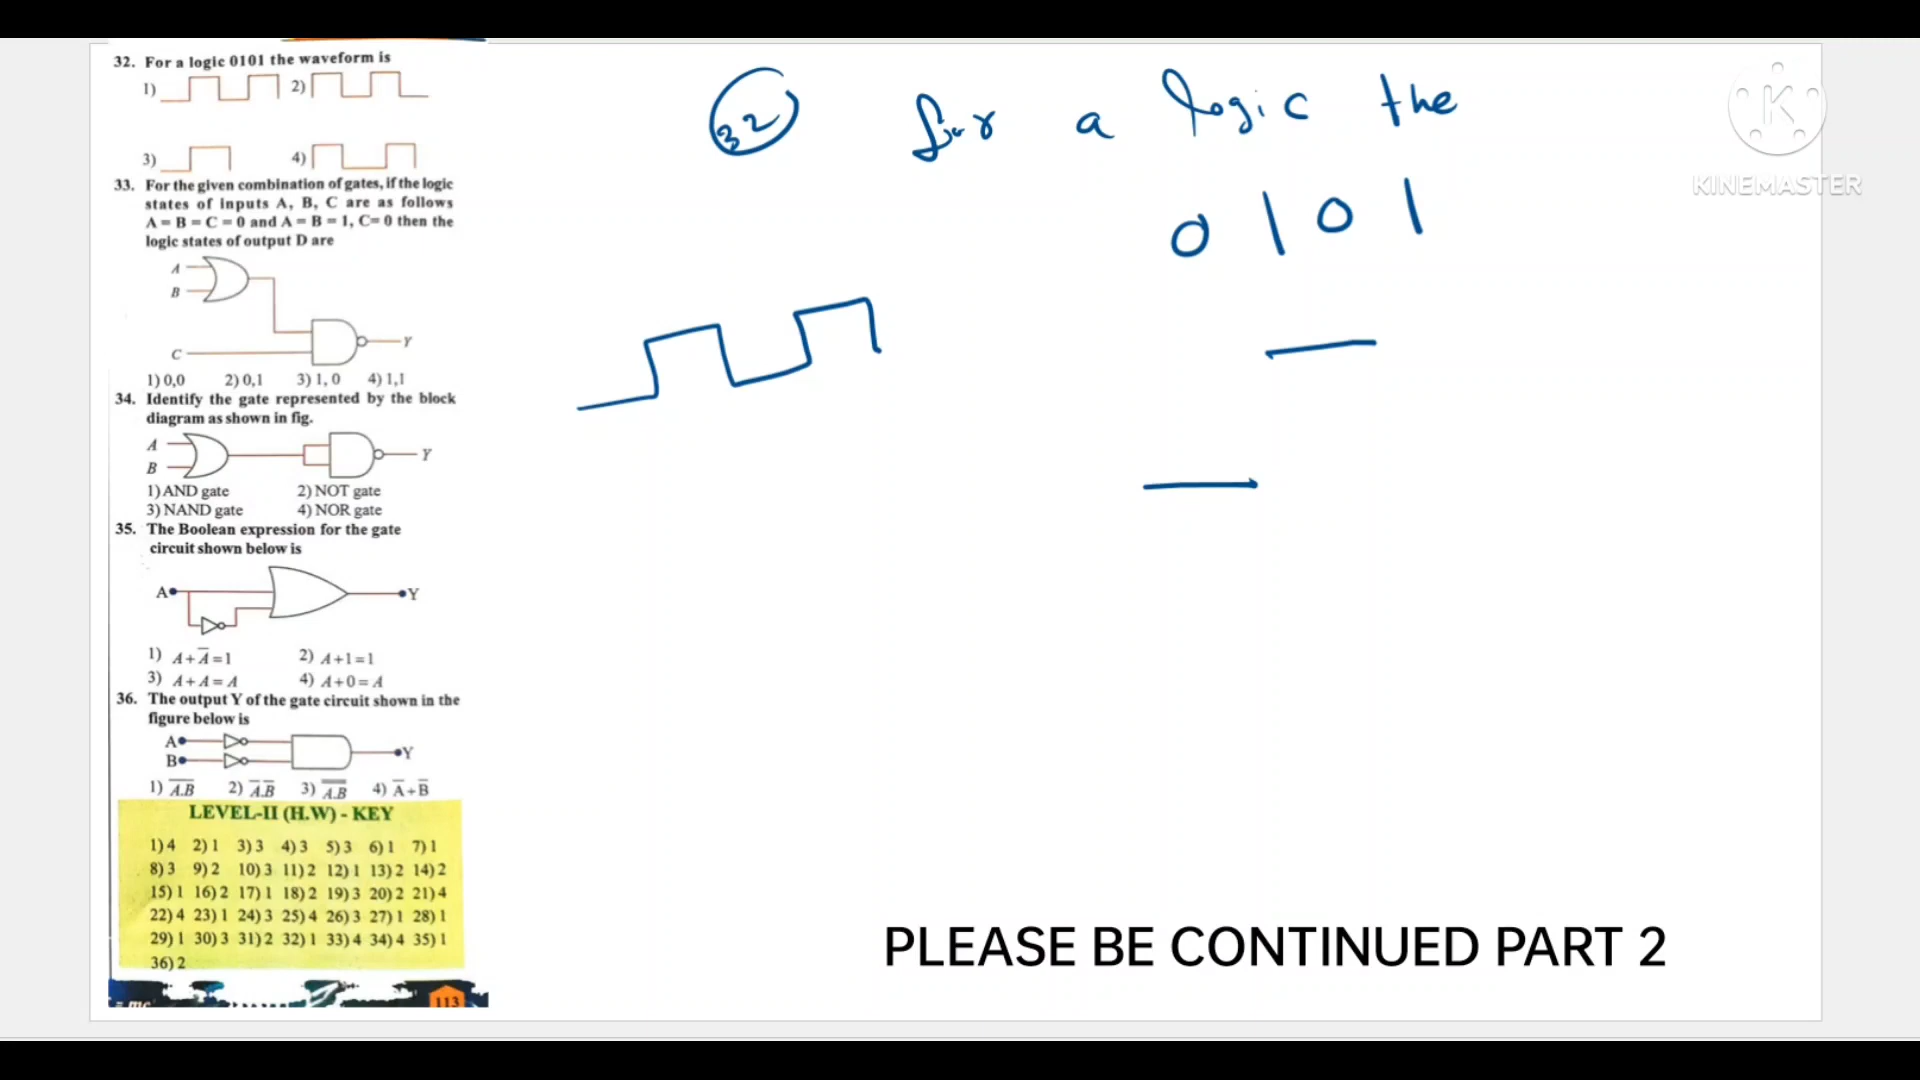 32. For a logic 0101 the waveform is
1) 2)
3) 4)
33. For the given combination of gates, if the logic
states of inputs A, B, C are as follows
A = B = C = 0 and A = B = 1, C= 0 then the
logic states of output D are
A
B
C
Y
1) 0,0 2) 0,1 3) 1, 0 4) 1,1
34. Identify the gate represented by the block
diagram as shown in fig.
A
B
Y
1) AND gate 2) NOT gate
3) NAND gate 4) NOR gate
35. The Boolean expression for the gate
circuit shown below is
A Y
1) A+A̅=1 2) A+1=1
3) A+A=A 4) A+0=A
36. The output Y of the gate circuit shown in the
figure below is
A
B
Y
1) A̅.̅B̅ 2) A̅.B̅ 3) A̿.̿B̿ 4) A̅+B̅
LEVEL-II (H.W) - KEY
1) 4 2) 1 3) 3 4) 3 5) 3 6) 1 7) 1
8) 3 9) 2 10) 3 11) 2 12) 1 13) 2 14) 2
15) 1 16) 2 17) 1 18) 2 19) 3 20) 2 21) 4
22) 4 23) 1 24) 3 25) 4 26) 3 27) 1 28) 1
29) 1 30) 3 31) 2 32) 1 33) 4 34) 4 35) 1
36) 2
113
32 for a logic the
0 1 0 1
PLEASE BE CONTINUED PART 2
K
KINEMASTER